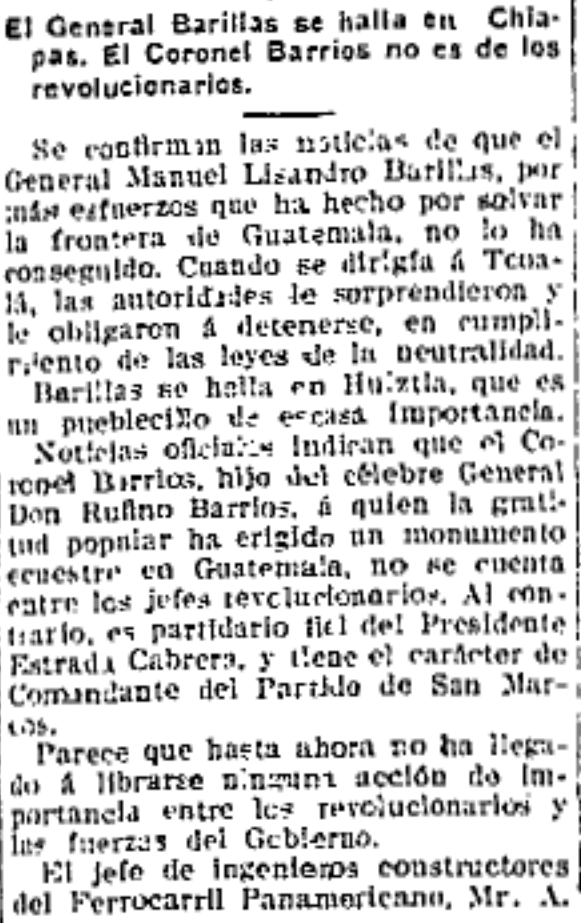 El General Barillas se halla en Chia-
pas. El Coronel Barrios no es de los
revolucionarios.
Se confirman las noticias de que el
General Manuel Lisandro Barillas, por
más esfuerzos que ha hecho por salvar
la frontera de Guatemala, no lo ha
conseguido. Cuando se dirigía á Tcoa-
lá, las autoridades le sorprendieron y
le obligaron á detenerse, en cumpli-
miento de las leyes de la neutralidad.
Barillas se halla en Huiztla, que es
un pueblecillo de escasa importancia.
Noticias oficiales indican que el Co-
ronel Barrios, hijo del célebre General
Don Rufino Barrios, á quien la grati-
tud popular ha erigido un monumento
ecuestre en Guatemala, no se cuenta
entre los jefes revolucionarios. Al con-
trario, es partidario fiel del Presidente
Estrada Cabrera, y tiene el carácter de
Comandante del Partido de San Mar-
cos.
Parece que hasta ahora no ha llega-
do á librarse ninguna acción de im-
portancia entre los revolucionarios y
las fuerzas del Gobierno.
El jefe de ingenieros constructores
del Ferrocarril Panamericano, Mr. A.